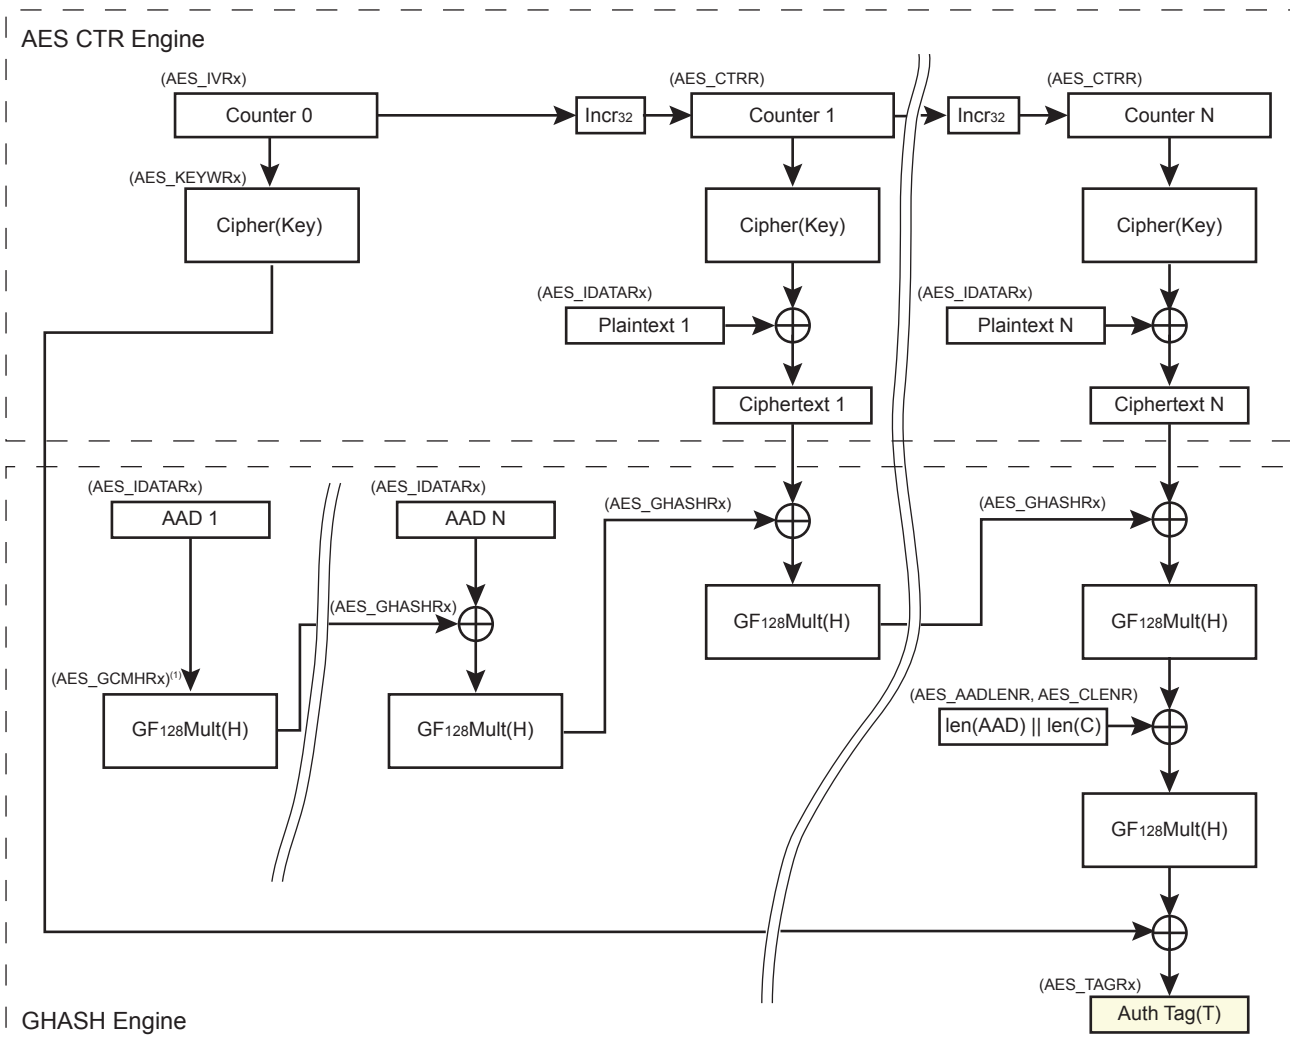 AES CTR Engine
(AES_IVRx)
(AES_CTRR)
(AES_CTRR)
Counter 0
Incr32
Counter 1
Incr32
Counter N
(AES_KEYWRx)
Cipher(Key)
Cipher(Key)
Cipher(Key)
(AES_IDATARx)
(AES_IDATARx)
Plaintext 1
Plaintext N
Ciphertext 1
Ciphertext N
(AES_IDATARx)
(AES_IDATARx)
(AES_GHASHRx)
(AES_GHASHRx)
AAD 1
AAD N
(AES_GHASHRx)
GF128Mult(H)
GF128Mult(H)
(AES_GCMHRx)(1)
(AES_AADLENR, AES_CLENR)
GF128Mult(H)
GF128Mult(H)
len(AAD) || len(C)
GF128Mult(H)
(AES_TAGRx)
Auth Tag(T)
GHASH Engine